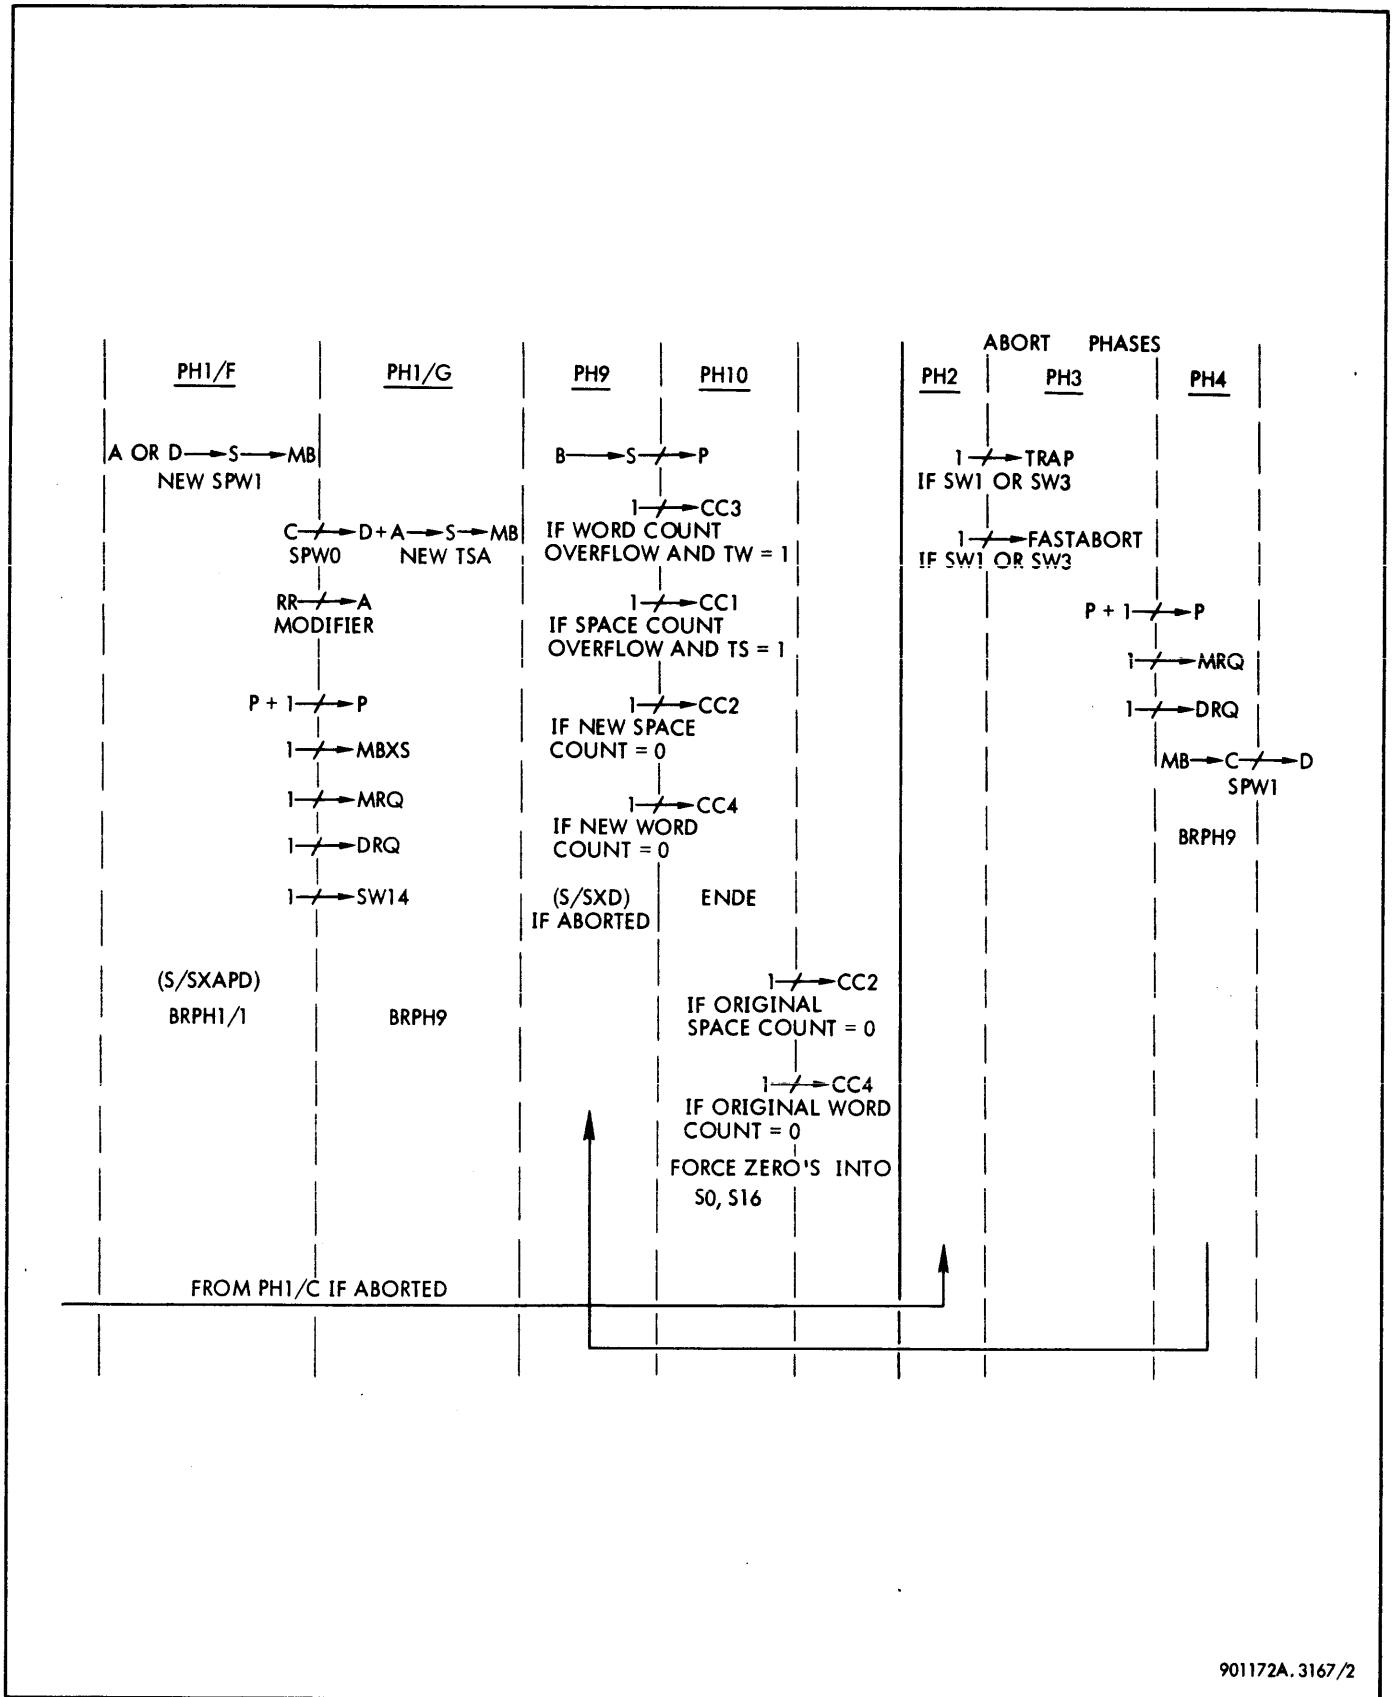 ABORT PHASES
PH1/F PH1/G PH9 PH10 PH2 PH3 PH4
A OR D → S → MB
NEW SPW1
C → D + A → S → MB
SPW0 NEW TSA
RR → A
MODIFIER
P + 1 → P
1 → MBXS
1 → MRQ
1 → DRQ
1 → SW14
(S/SXAPD)
BRPH1/1
BRPH9
B → S → P
1 → CC3
IF WORD COUNT
OVERFLOW AND TW = 1
1 → CC1
IF SPACE COUNT
OVERFLOW AND TS = 1
1 → CC2
IF NEW SPACE
COUNT = 0
1 → CC4
IF NEW WORD
COUNT = 0
(S/SXD)
IF ABORTED
ENDE
1 → CC2
IF ORIGINAL
SPACE COUNT = 0
1 → CC4
IF ORIGINAL WORD
COUNT = 0
FORCE ZERO'S INTO
S0, S16
1 → TRAP
IF SW1 OR SW3
1 → FASTABORT
IF SW1 OR SW3
P + 1 → P
1 → MRQ
1 → DRQ
MB → C → D
SPW1
BRPH9
FROM PH1/C IF ABORTED
901172A.3167/2